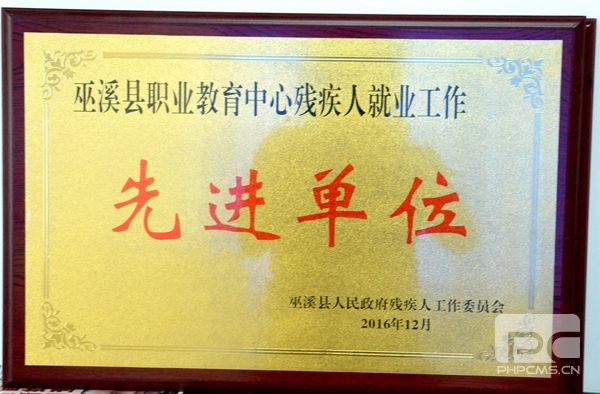 巫溪县职业教育中心残疾人就业工作
先进单位
巫溪县人民政府残疾人工作委员会
2016年12月
PC
PHPCMS.CN